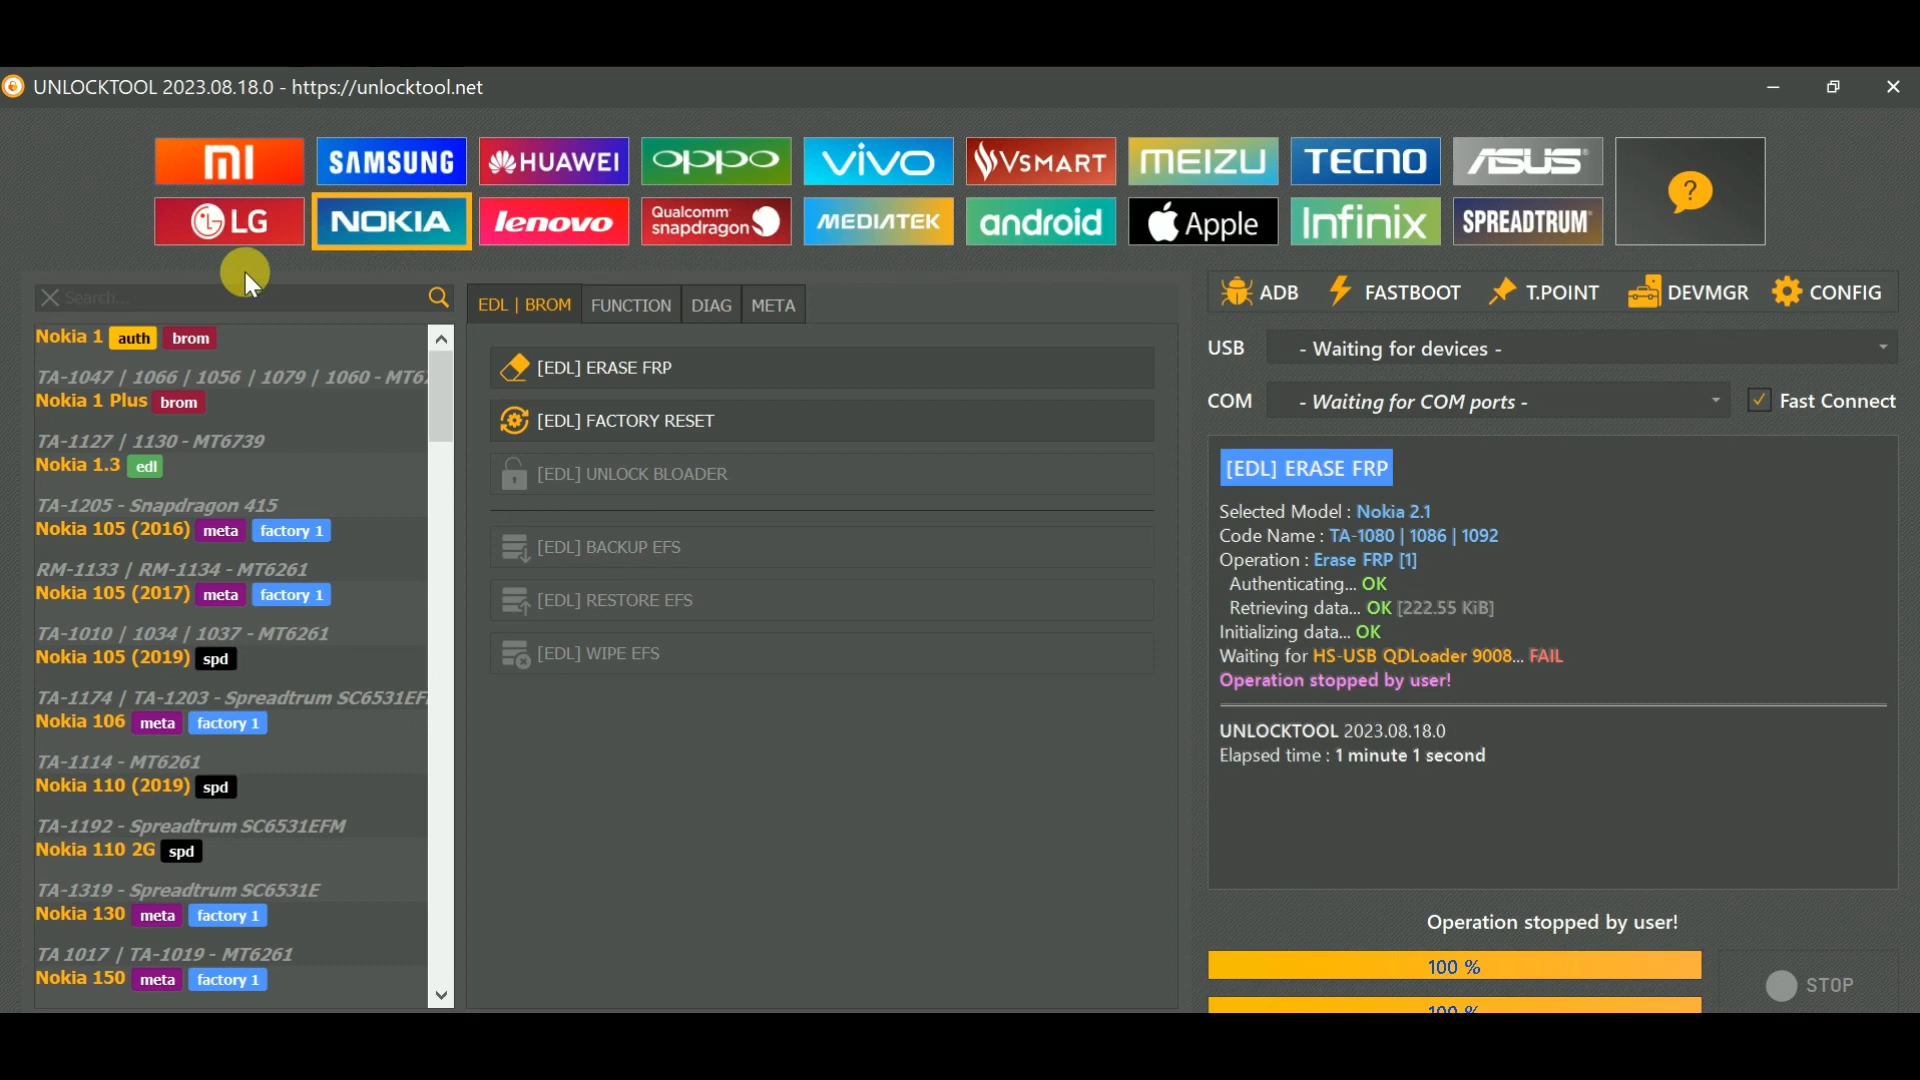 UNLOCKTOOL 2023.08.18.0 - https://unlocktool.net
mi SAMSUNG HUAWEI oppo vivo VSMART MEIZU TECNO ASUS ?
LG NOKIA lenovo Qualcomm snapdragon MEDIATEK android Apple Infinix SPREADTRUM
Search...
EDL | BROM FUNCTION DIAG META
ADB FASTBOOT T.POINT DEVMGR CONFIG
Nokia 1 auth brom
TA-1047 | 1066 | 1056 | 1079 | 1060 - MT67
Nokia 1 Plus brom
TA-1127 | 1130 - MT6739
Nokia 1.3 edl
TA-1205 - Snapdragon 415
Nokia 105 (2016) meta factory 1
RM-1133 | RM-1134 - MT6261
Nokia 105 (2017) meta factory 1
TA-1010 | 1034 | 1037 - MT6261
Nokia 105 (2019) spd
TA-1174 | TA-1203 - Spreadtrum SC6531EF
Nokia 106 meta factory 1
TA-1114 - MT6261
Nokia 110 (2019) spd
TA-1192 - Spreadtrum SC6531EFM
Nokia 110 2G spd
TA-1319 - Spreadtrum SC6531E
Nokia 130 meta factory 1
TA 1017 | TA-1019 - MT6261
Nokia 150 meta factory 1
[EDL] ERASE FRP
[EDL] FACTORY RESET
[EDL] UNLOCK BLOADER
[EDL] BACKUP EFS
[EDL] RESTORE EFS
[EDL] WIPE EFS
USB - Waiting for devices -
COM - Waiting for COM ports - Fast Connect
[EDL] ERASE FRP
Selected Model : Nokia 2.1
Code Name : TA-1080 | 1086 | 1092
Operation : Erase FRP [1]
Authenticating... OK
Retrieving data... OK [222.55 KiB]
Initializing data... OK
Waiting for HS-USB QDLoader 9008... FAIL
Operation stopped by user!
UNLOCKTOOL 2023.08.18.0
Elapsed time : 1 minute 1 second
Operation stopped by user!
100 %
STOP
100 %